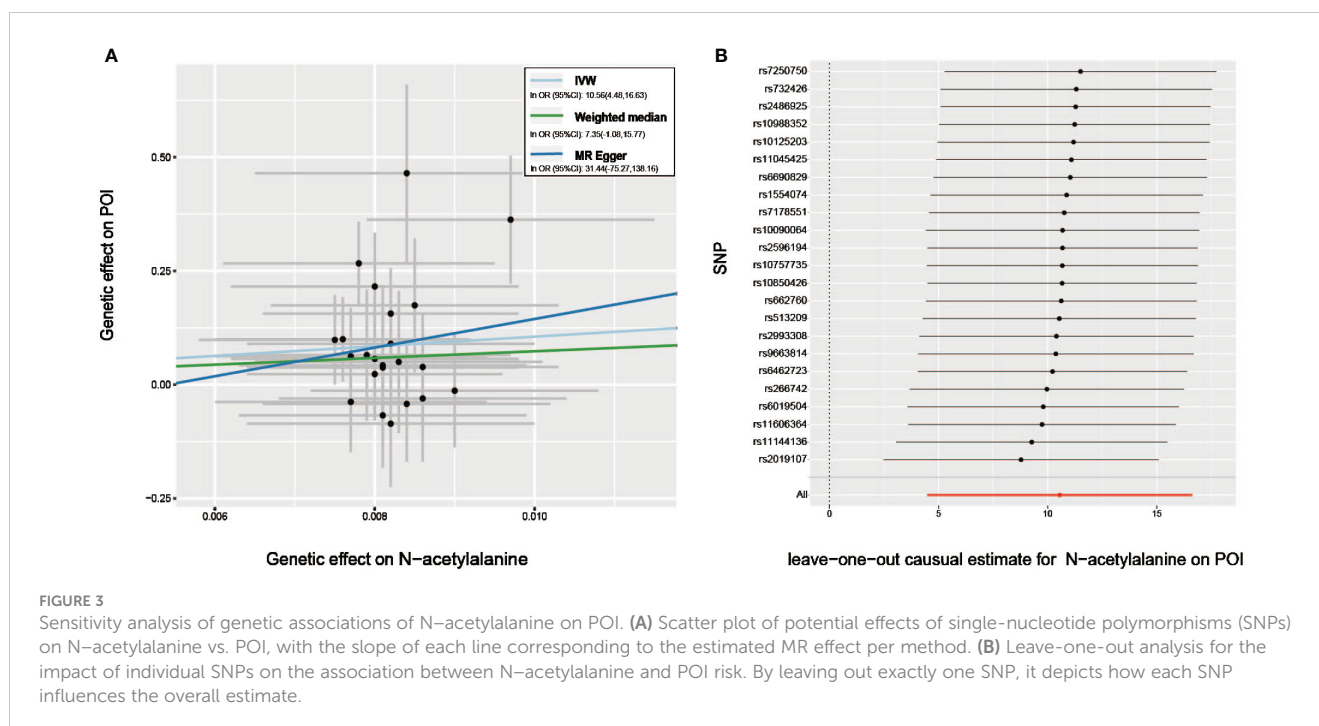 A
IVW
ln OR (95%CI): 10.56(4.48,16.63)
Weighted median
ln OR (95%CI): 7.35(-1.08,15.77)
MR Egger
ln OR (95%CI): 31.44(-75.27,138.16)
Genetic effect on POI
0.50
0.25
0.00
−0.25
0.006
0.008
0.010
Genetic effect on N−acetylalanine
B
SNP
rs7250750
rs732426
rs2486925
rs10988352
rs10125203
rs11045425
rs6690829
rs1554074
rs7178551
rs10090064
rs2596194
rs10757735
rs10850426
rs662760
rs513209
rs2993308
rs9663814
rs6462723
rs266742
rs6019504
rs11606364
rs11144136
rs2019107
All
0
5
10
15
leave−one−out causual estimate for N−acetylalanine on POI
FIGURE 3
Sensitivity analysis of genetic associations of N–acetylalanine on POI. (A) Scatter plot of potential effects of single-nucleotide polymorphisms (SNPs)
on N–acetylalanine vs. POI, with the slope of each line corresponding to the estimated MR effect per method. (B) Leave-one-out analysis for the
impact of individual SNPs on the association between N–acetylalanine and POI risk. By leaving out exactly one SNP, it depicts how each SNP
influences the overall estimate.